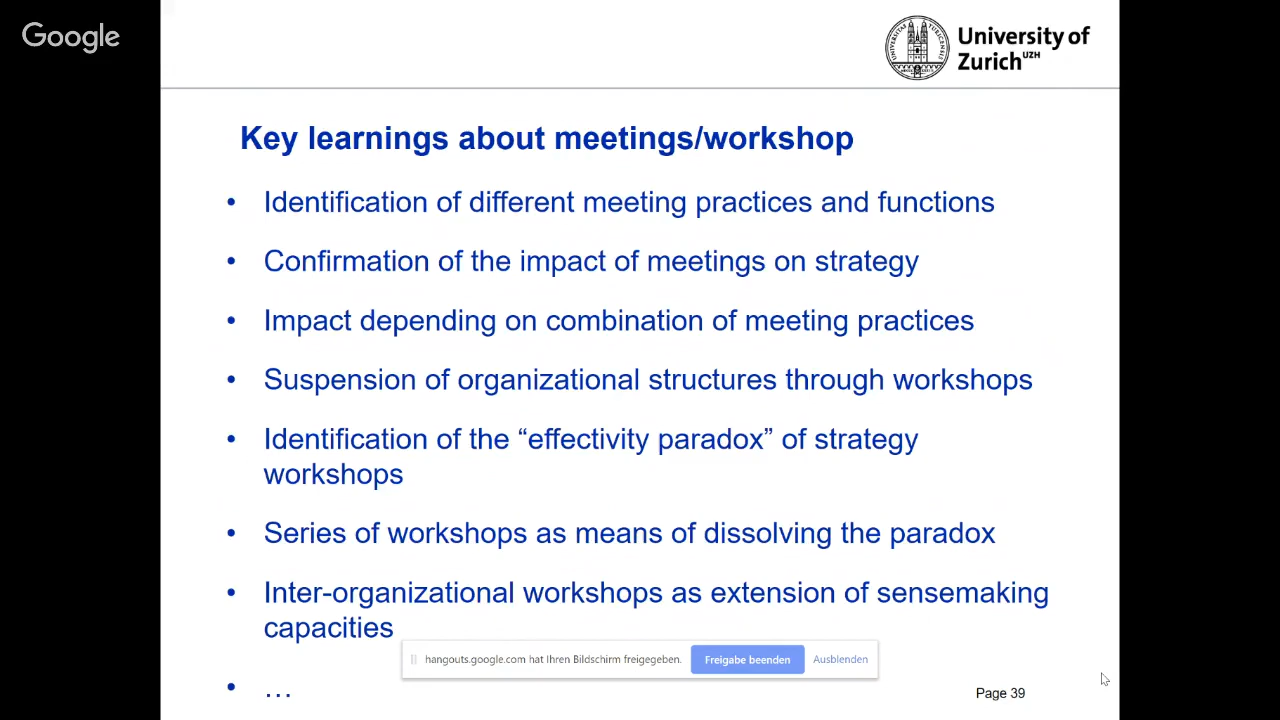 Google
University of
Zurich UZH
Key learnings about meetings/workshop
• Identification of different meeting practices and functions
• Confirmation of the impact of meetings on strategy
• Impact depending on combination of meeting practices
• Suspension of organizational structures through workshops
• Identification of the “effectivity paradox” of strategy
workshops
• Series of workshops as means of dissolving the paradox
• Inter-organizational workshops as extension of sensemaking
capacities
hangouts.google.com hat Ihren Bildschirm freigegeben. Freigabe beenden Ausblenden
• …
Page 39